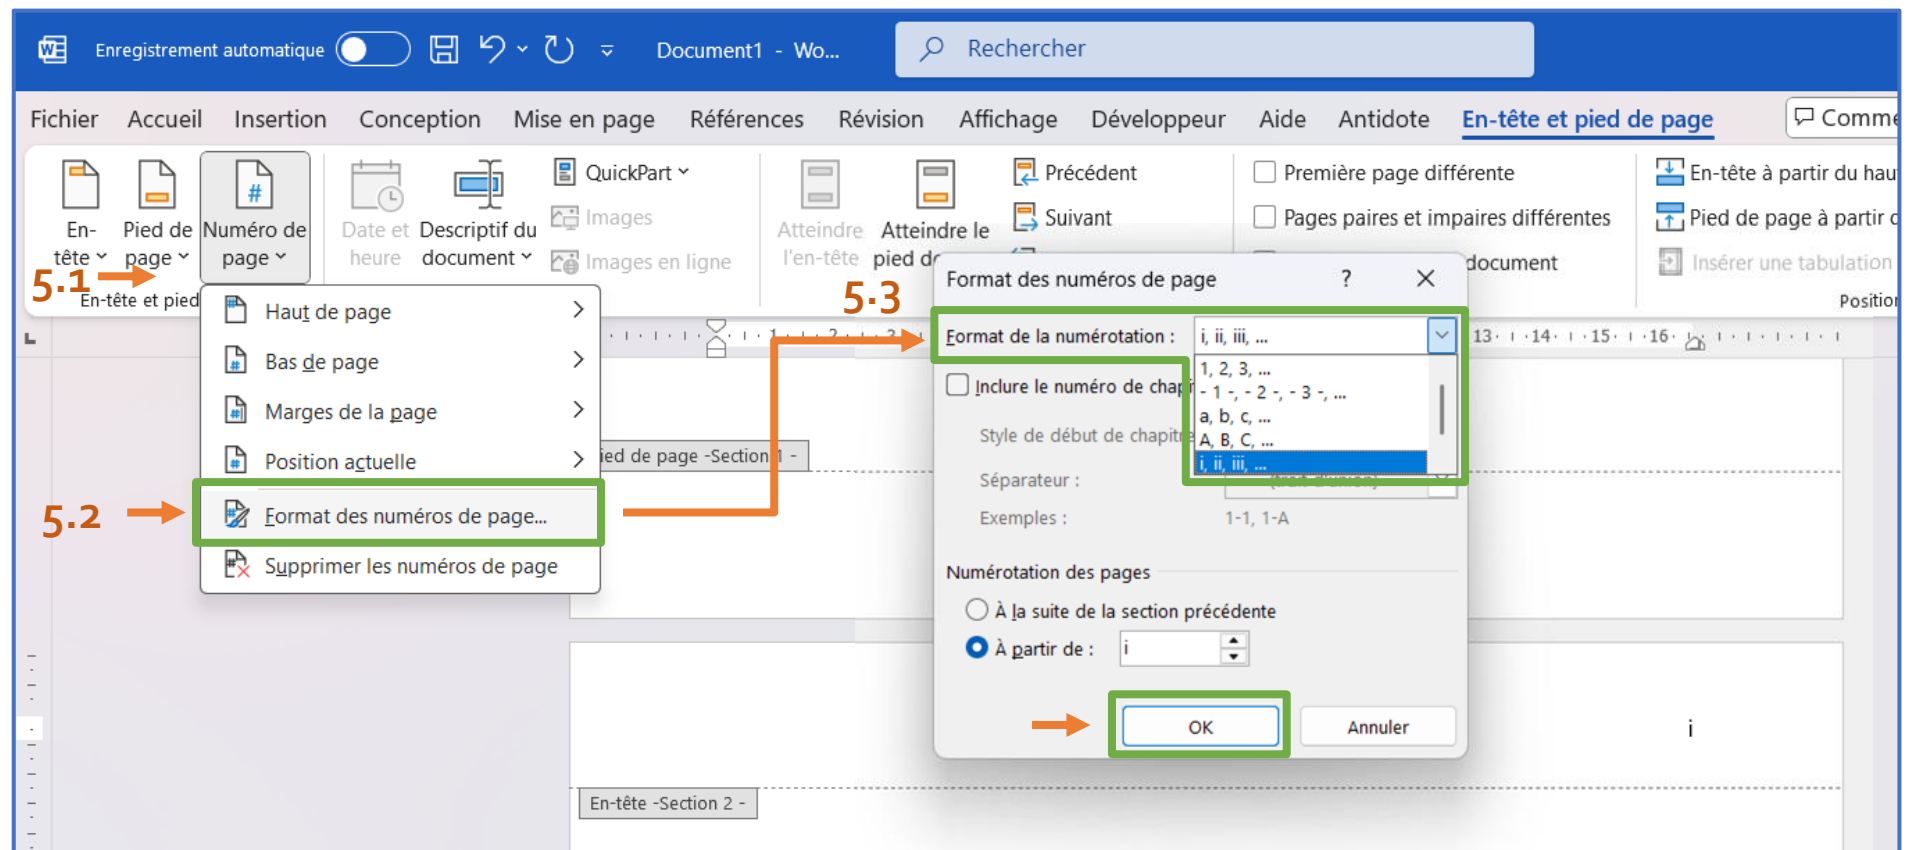 Enregistrement automatique
Document1 - Wo...
Rechercher
Fichier Accueil Insertion Conception Mise en page Références Révision Affichage Développeur Aide Antidote En-tête et pied de page Comme
En-tête
Pied de page
Numéro de page
Date et heure
Descriptif du document
QuickPart
Images
Images en ligne
Atteindre l'en-tête
Atteindre le pied d
Précédent
Suivant
Première page différente
Pages paires et impaires différentes
document
En-tête à partir du hau
Pied de page à partir
Insérer une tabulation
En-tête et pied
Position
5.1
Haut de page
Bas de page
Marges de la page
Position actuelle
5.2
Format des numéros de page...
Supprimer les numéros de page
5.3
Format des numéros de page ?
Format de la numérotation : i, ii, iii, ...
1, 2, 3, ...
- 1 -, - 2 -, - 3 -, ...
a, b, c, ...
A, B, C, ...
i, ii, iii, ...
Inclure le numéro de chapi
Style de début de chapitre
Séparateur : - (trait d'union)
Exemples : 1-1, 1-A
Numérotation des pages
À la suite de la section précédente
À partir de : i
OK
Annuler
1 2 3 13 14 15 16
ied de page -Section 1 -
i
En-tête -Section 2 -